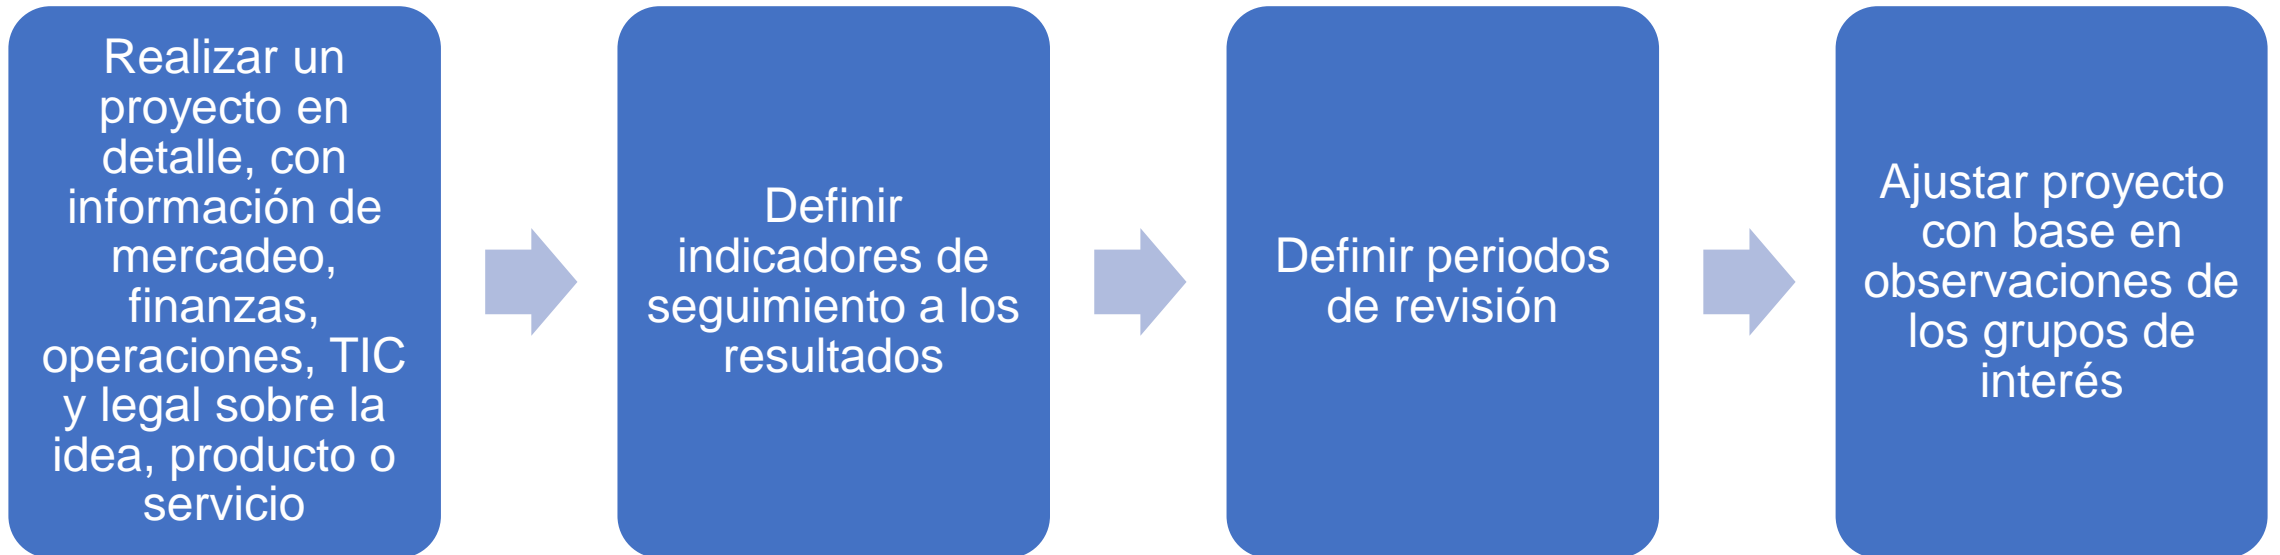 Realizar un
proyecto en
detalle, con
información de
mercadeo,
finanzas,
operaciones, TIC
y legal sobre la
idea, producto o
servicio
Definir
indicadores de
seguimiento a los
resultados
Definir periodos
de revisión
Ajustar proyecto
con base en
observaciones de
los grupos de
interés